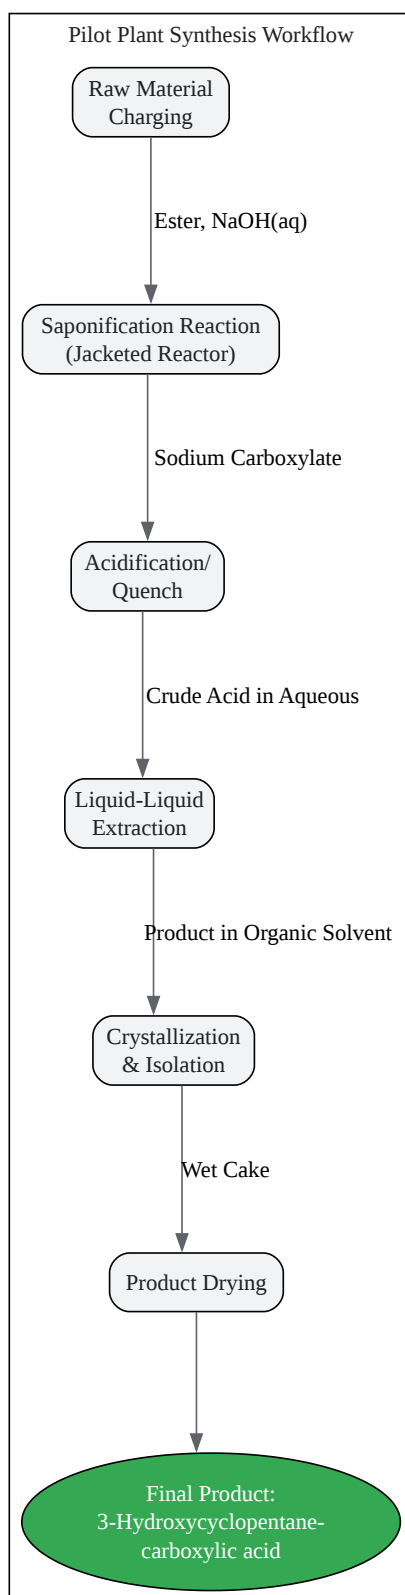 Pilot Plant Synthesis Workflow
Raw Material
Charging
Ester, NaOH(aq)
Saponification Reaction
(Jacketed Reactor)
Sodium Carboxylate
Acidification/
Quench
Crude Acid in Aqueous
Liquid-Liquid
Extraction
Product in Organic Solvent
Crystallization
& Isolation
Wet Cake
Product Drying
Final Product:
3-Hydroxycyclopentane-
carboxylic acid